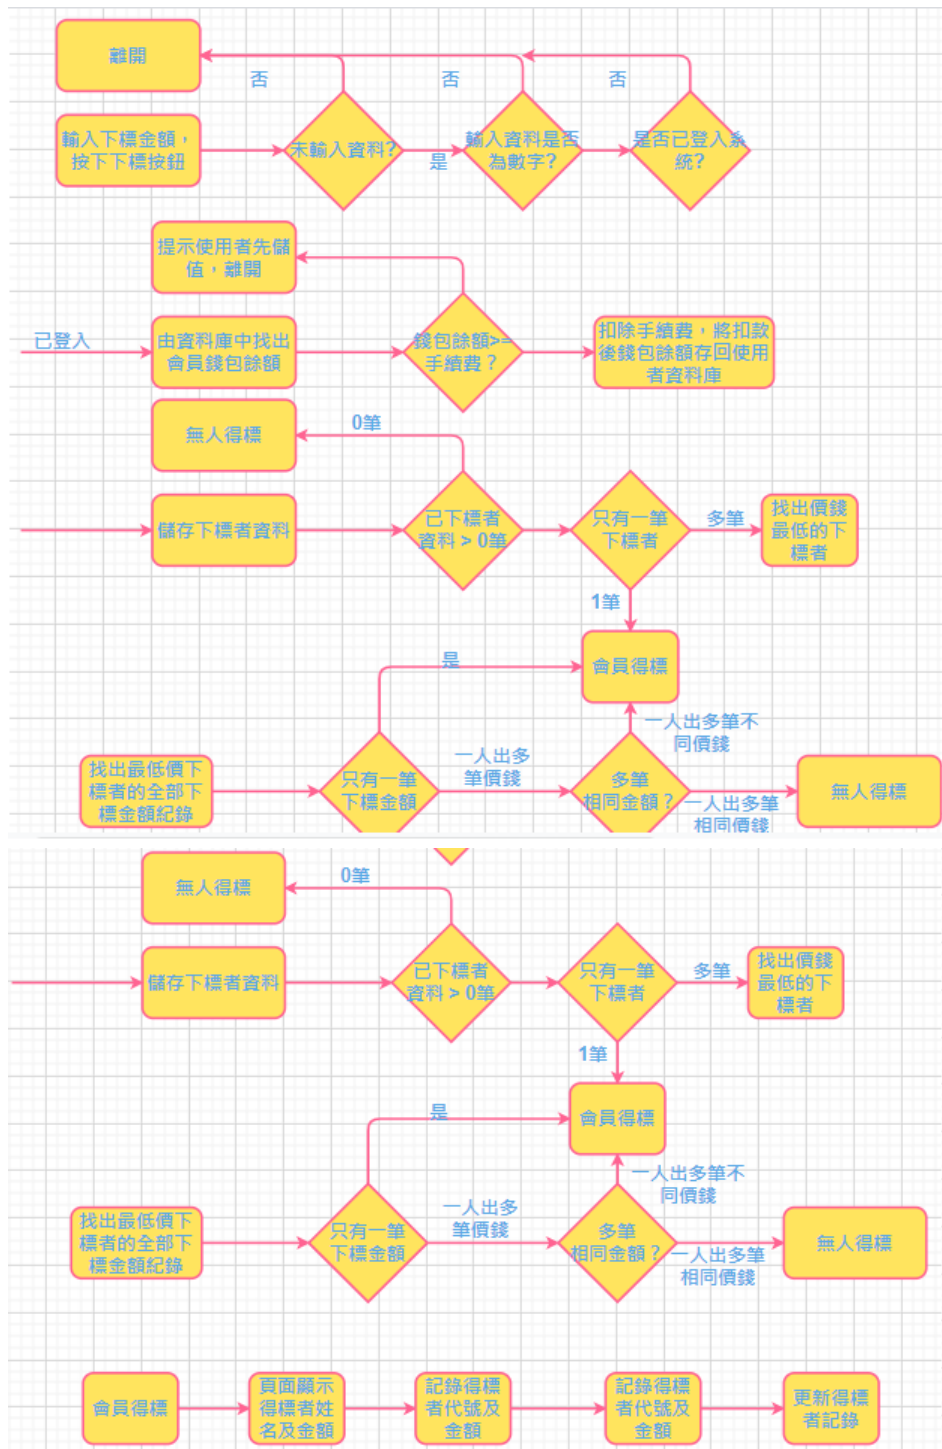 離開
否
否
否
輸入下標金額，
按下下標按鈕
未輸入資料?
是
輸入資料是否
為數字?
是否已登入系
統?
提示使用者先儲
值，離開
已登入
由資料庫中找出
會員錢包餘額
錢包餘額>=
手續費？
扣除手續費，將扣款
後錢包餘額存回使用
者資料庫
無人得標
0筆
儲存下標者資料
已下標者
資料 > 0筆
只有一筆
下標者
多筆
找出價錢
最低的下
標者
1筆
會員得標
是
一人出多筆不
同價錢
找出最低價下
標者的全部下
標金額紀錄
只有一筆
下標金額
一人出多
筆價錢
多筆
相同金額？
一人出多筆
相同價錢
無人得標
無人得標
0筆
儲存下標者資料
已下標者
資料 > 0筆
只有一筆
下標者
多筆
找出價錢
最低的下
標者
1筆
會員得標
是
一人出多筆不
同價錢
找出最低價下
標者的全部下
標金額紀錄
只有一筆
下標金額
一人出多
筆價錢
多筆
相同金額？
一人出多筆
相同價錢
無人得標
會員得標
頁面顯示
得標者姓
名及金額
記錄得標
者代號及
金額
記錄得標
者代號及
金額
更新得標
者記錄